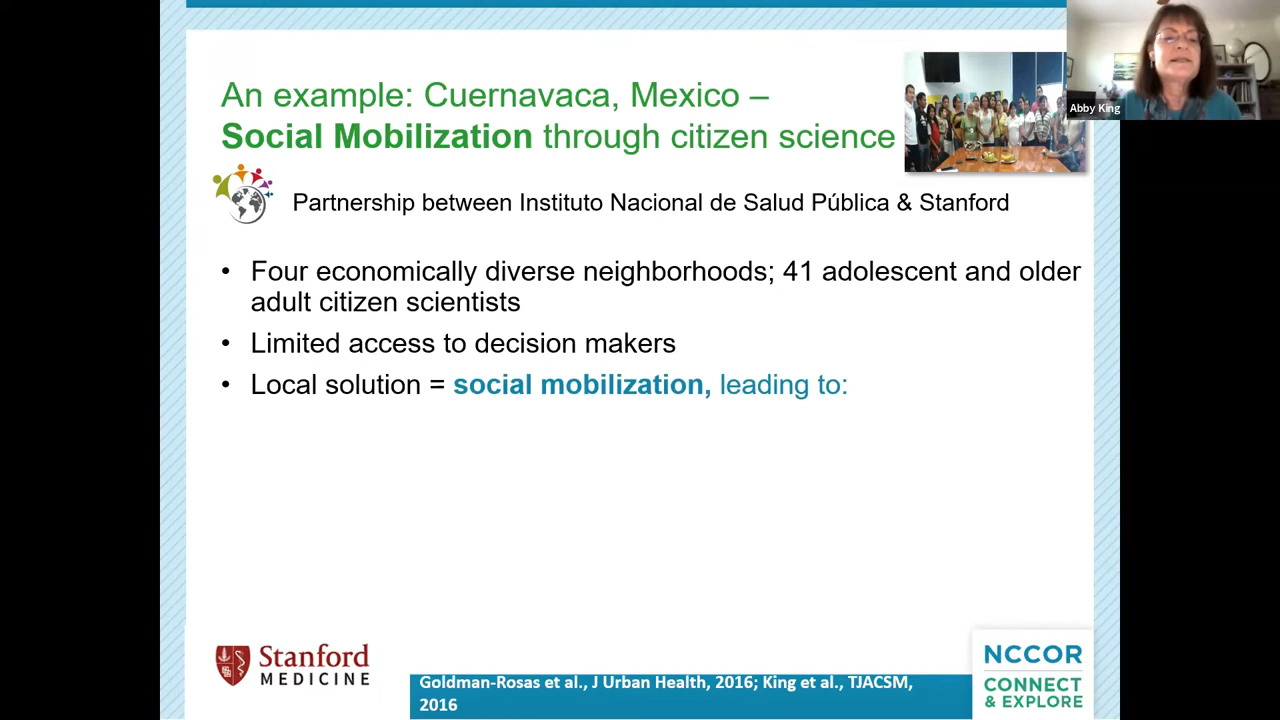 An example: Cuernavaca, Mexico –
Social Mobilization through citizen science
Abby King
Partnership between Instituto Nacional de Salud Pública & Stanford
• Four economically diverse neighborhoods; 41 adolescent and older
adult citizen scientists
• Limited access to decision makers
• Local solution = social mobilization, leading to:
Stanford
MEDICINE
Goldman-Rosas et al., J Urban Health, 2016; King et al., TJACSM,
2016
NCCOR
CONNECT
& EXPLORE